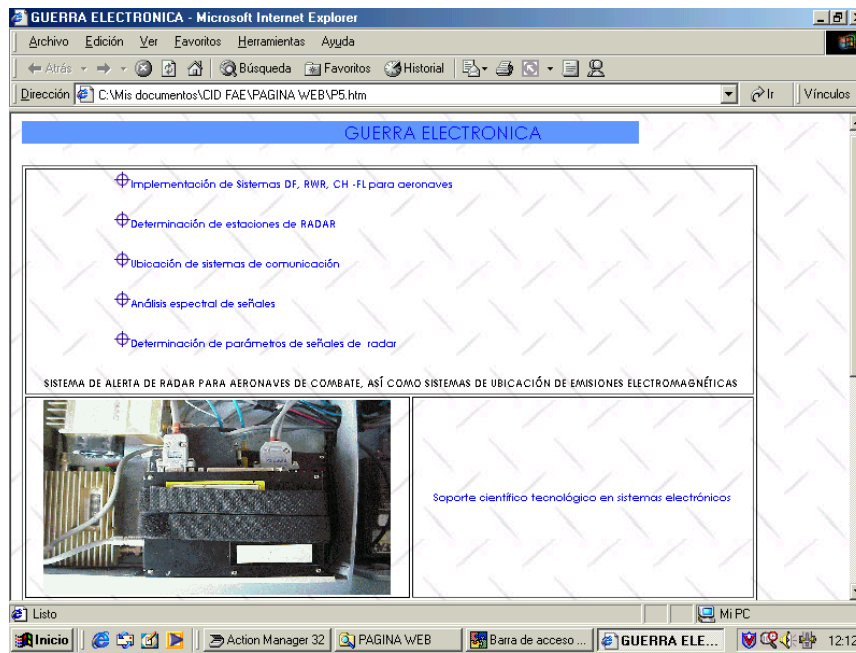 GUERRA ELECTRONICA - Microsoft Internet Explorer
Archivo Edición Ver Favoritos Herramientas Ayuda
Atrás Búsqueda Favoritos Historial
Dirección C:\Mis documentos\CID FAE\PAGINA WEB\P5.htm Ir Vínculos
GUERRA ELECTRONICA
Implementación de Sistemas DF, RWR, CH -FL para aeronaves
Determinación de estaciones de RADAR
Ubicación de sistemas de comunicación
Análisis espectral de señales
Determinación de parámetros de señales de radar
SISTEMA DE ALERTA DE RADAR PARA AERONAVES DE COMBATE, ASÍ COMO SISTEMAS DE UBICACIÓN DE EMISIONES ELECTROMAGNÉTICAS
Soporte científico tecnológico en sistemas electrónicos
Listo Mi PC
Inicio Action Manager 32 PAGINA WEB Barra de acceso ... GUERRA ELE... 12:12